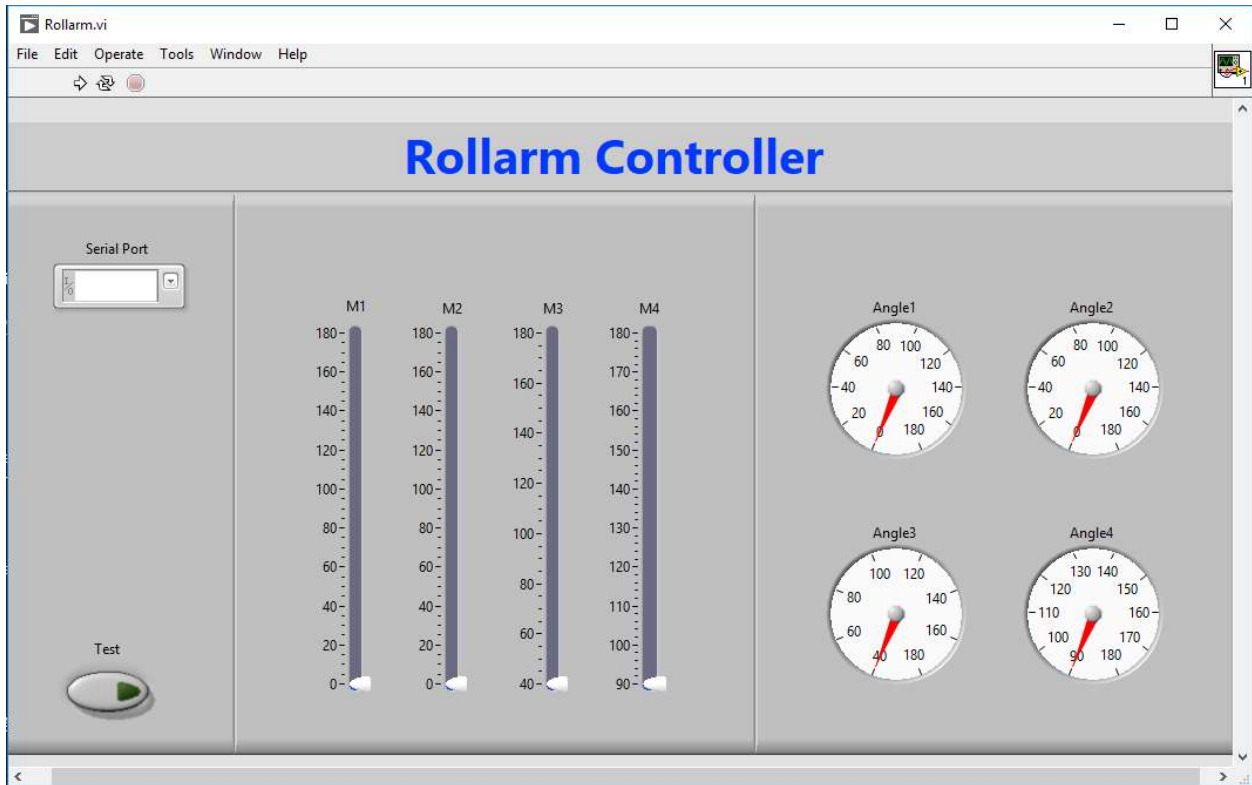 Rollarm.vi
File Edit Operate Tools Window Help
1
Rollarm Controller
Serial Port
I/O
M1 M2 M3 M4
180 180 180 180
160 160 160 170
140 140 140 160
120 120 120 150
100 100 100 140
80 80 80 130
60 60 60 120
40 40 40 110
20 20 100
0 0 90
Test
Angle1
0 20 40 60 80 100 120 140 160 180
Angle2
0 20 40 60 80 100 120 140 160 180
Angle3
40 60 80 100 120 140 160 180
Angle4
90 100 110 120 130 140 150 160 170 180